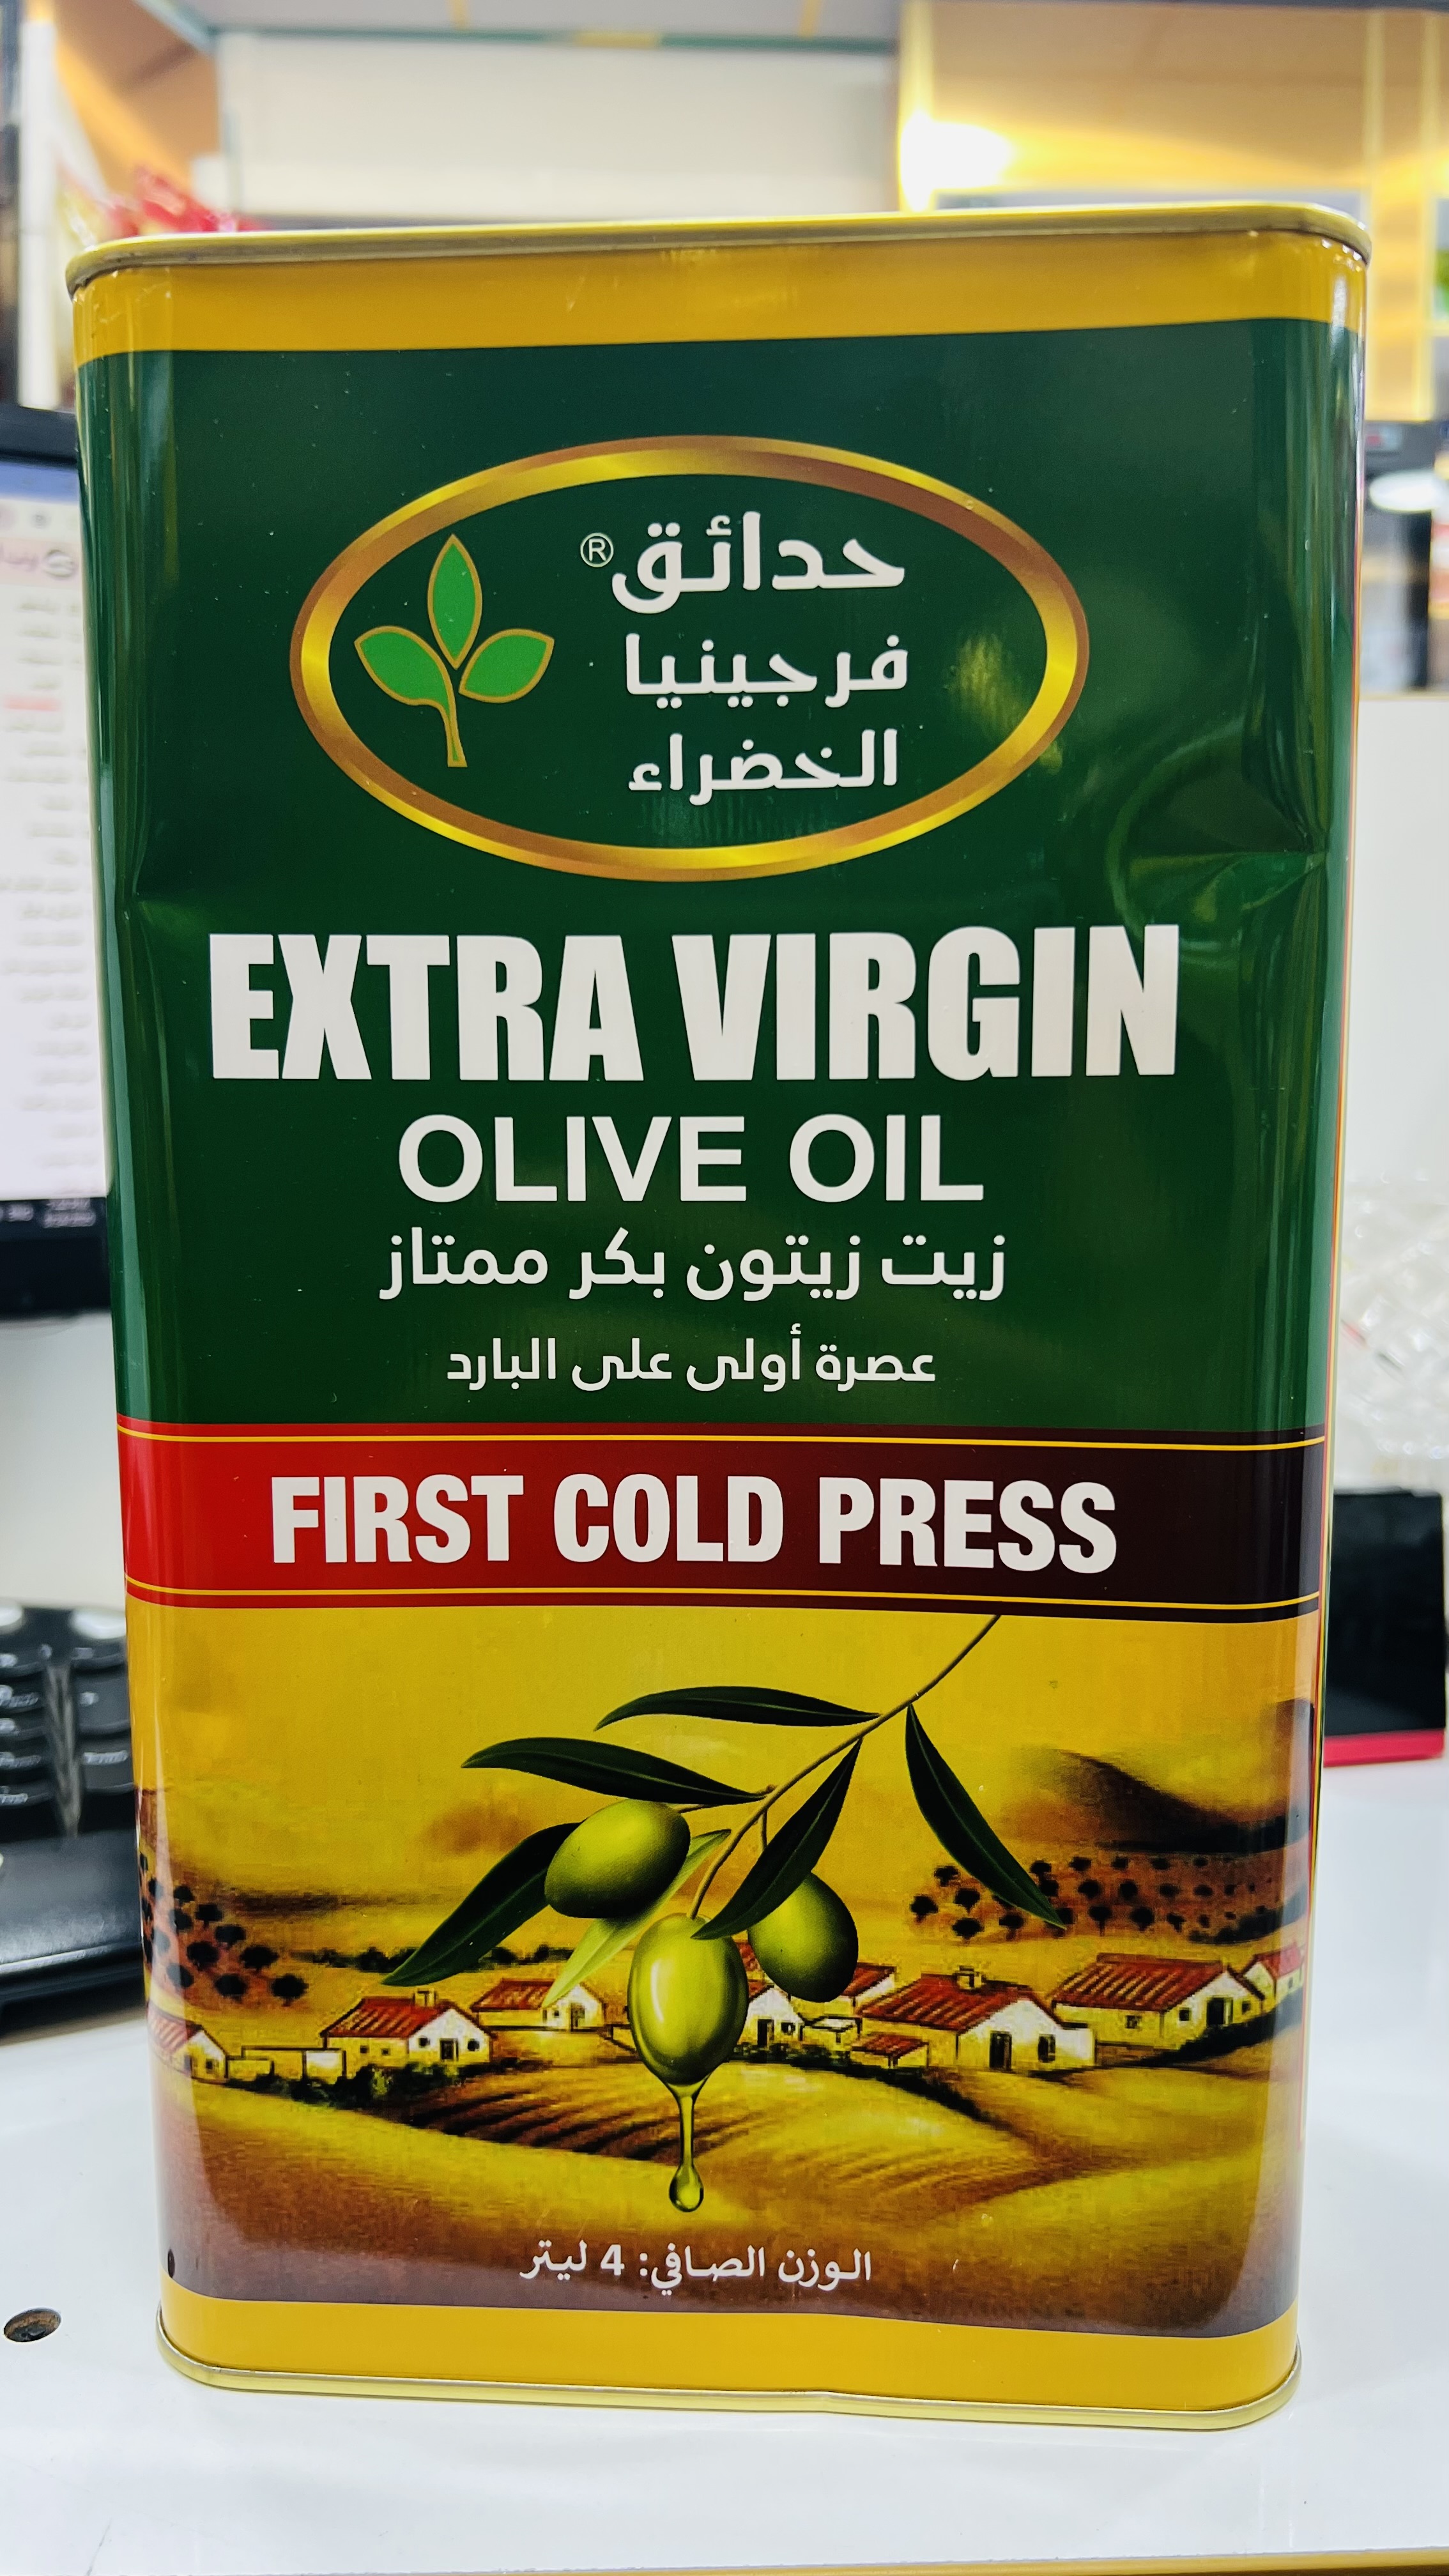 حدائق®
فرجينيا
الخضراء
EXTRA VIRGIN
OLIVE OIL
زيت زيتون بكر ممتاز
عصرة أولى على البارد
FIRST COLD PRESS
الوزن الصافي: 4 ليتر